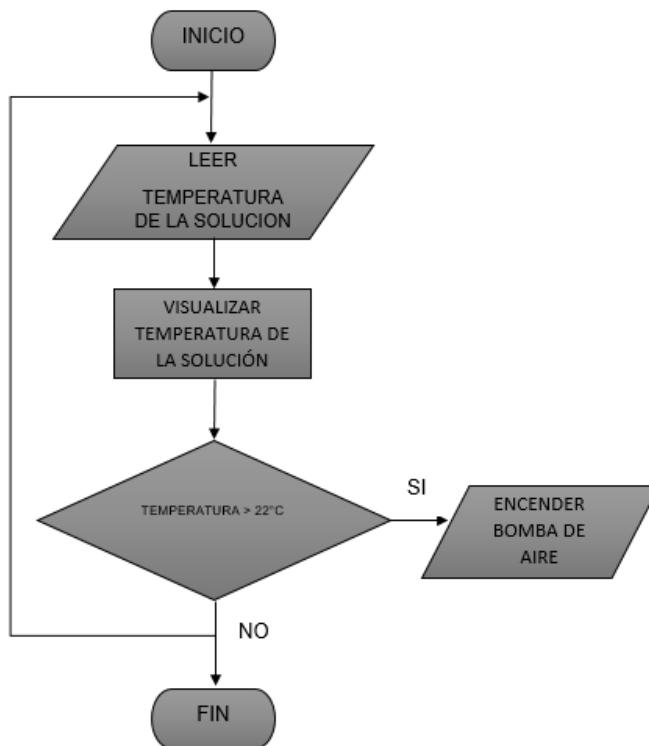 INICIO
LEER
TEMPERATURA
DE LA SOLUCION
VISUALIZAR
TEMPERATURA DE
LA SOLUCIÓN
TEMPERATURA > 22°C
SI
ENCENDER
BOMBA DE
AIRE
NO
FIN